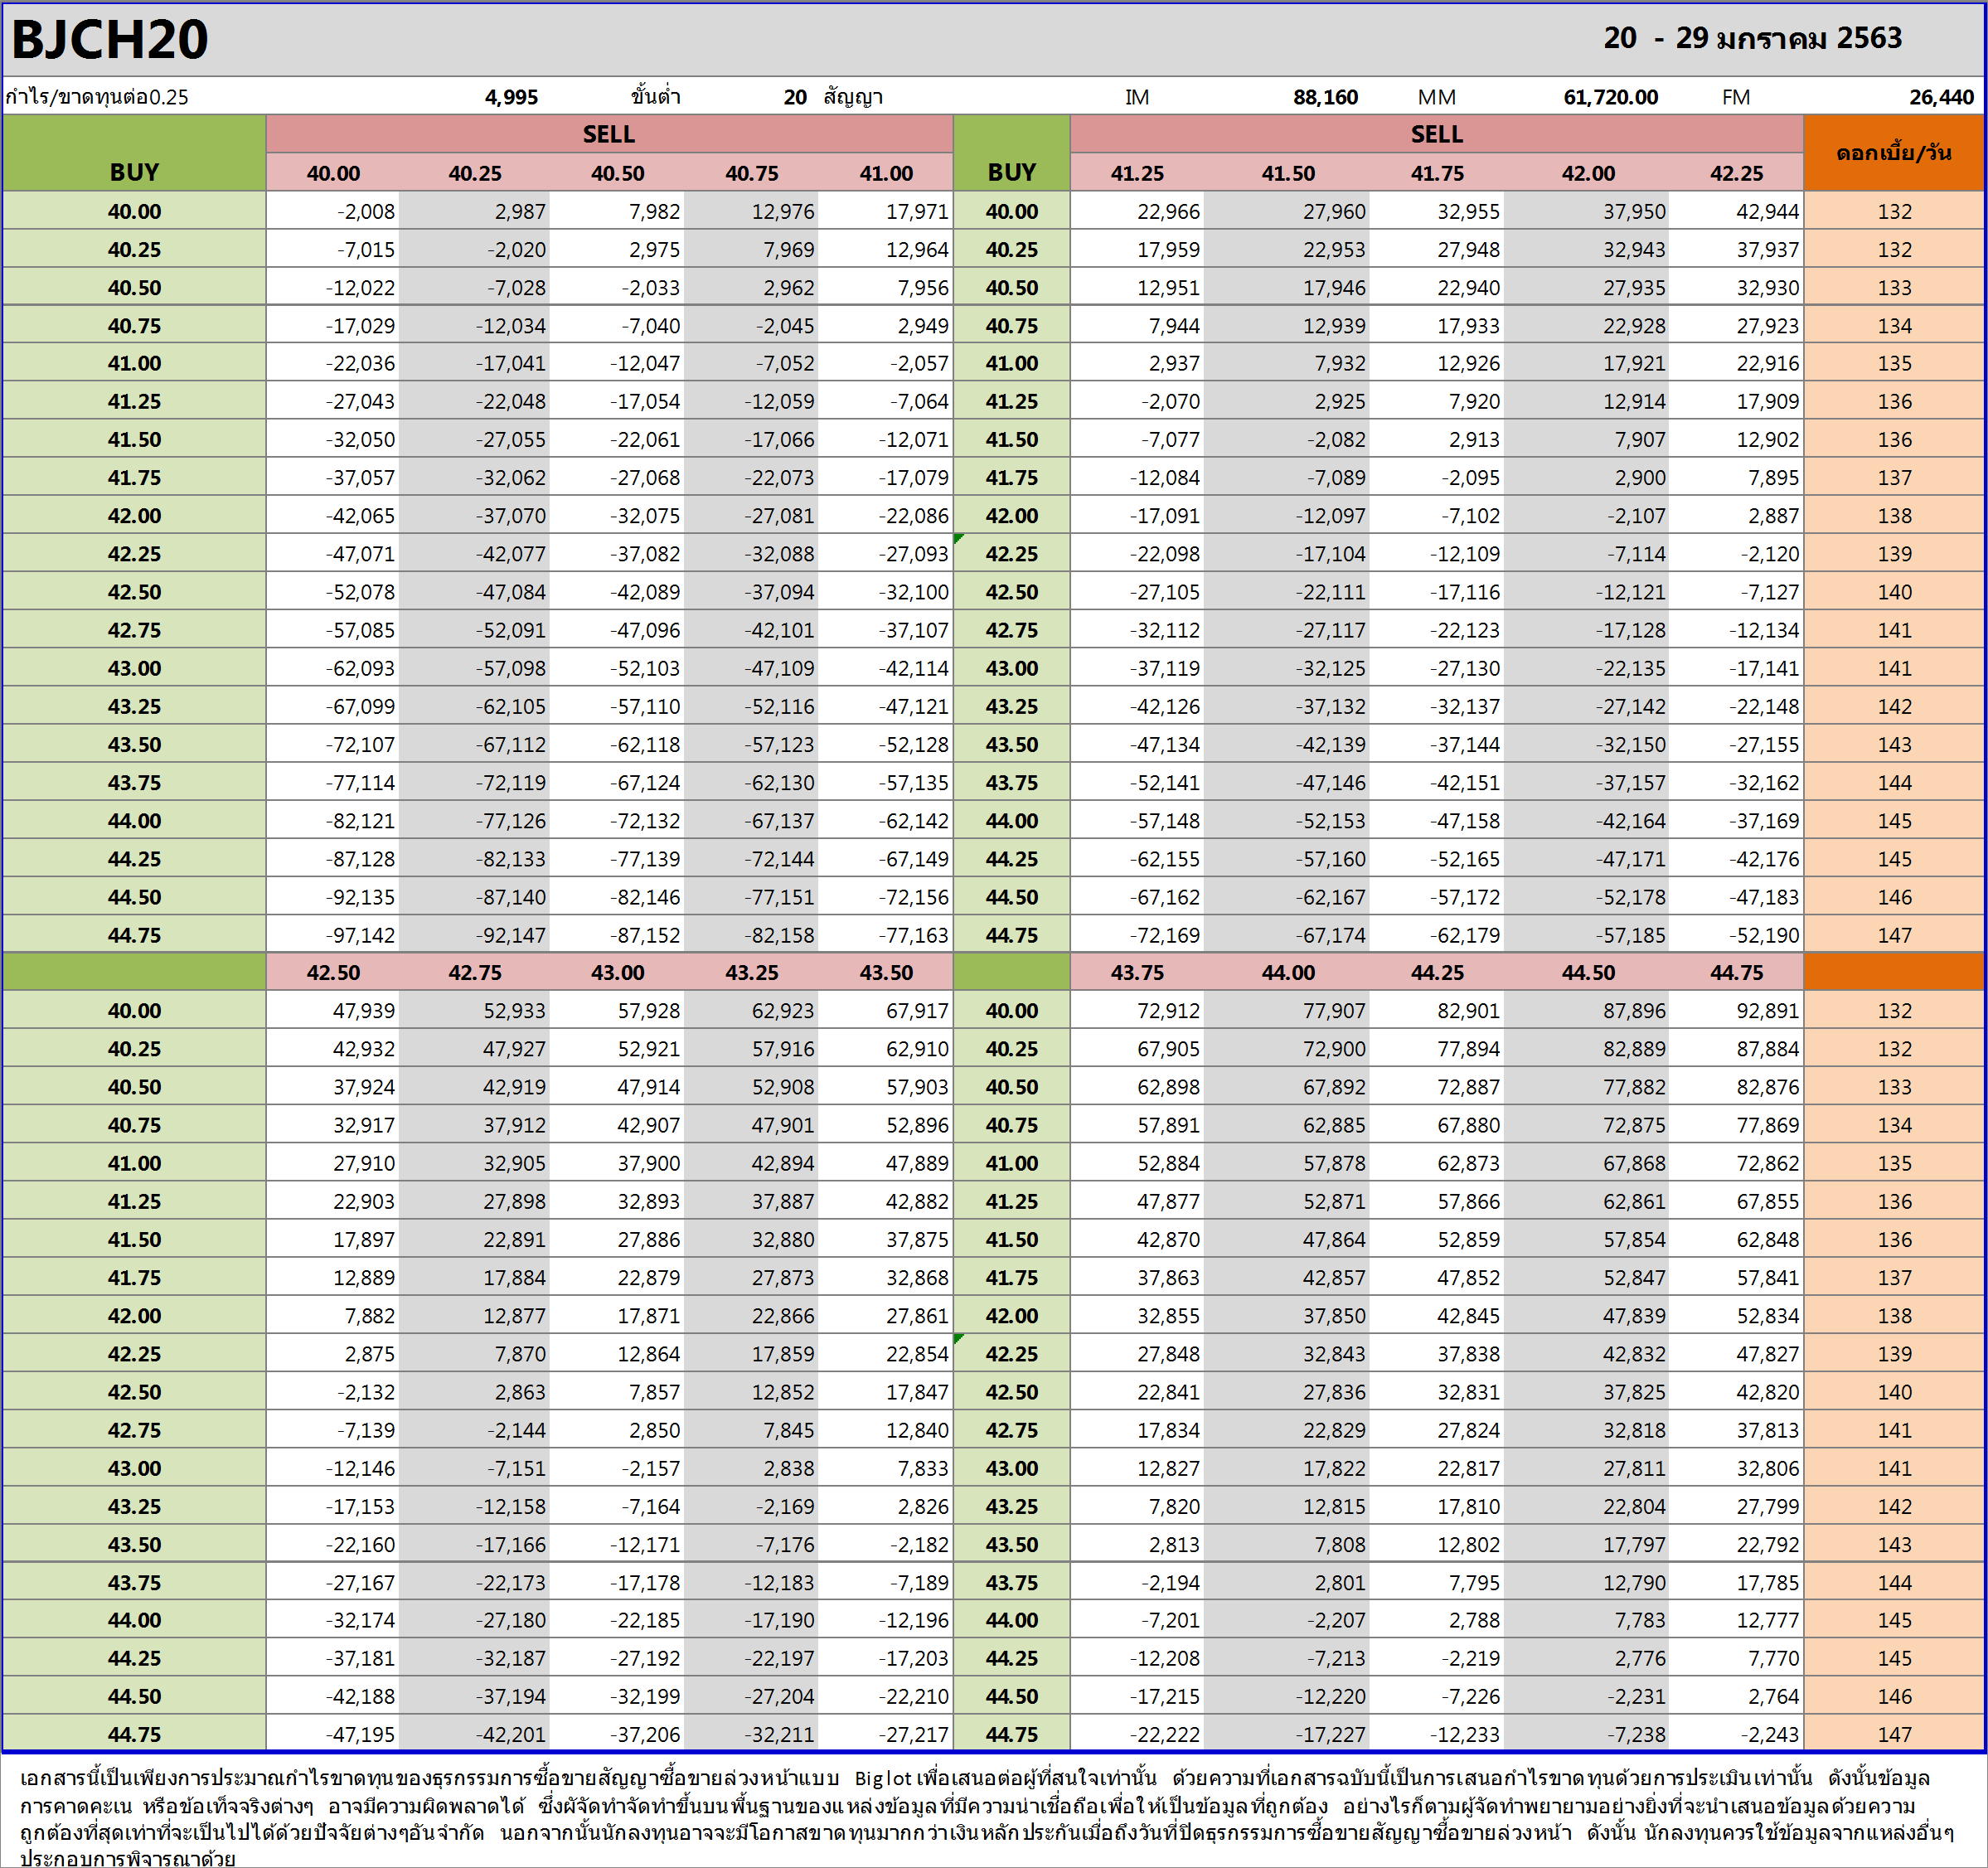 BJCH20 20 - 29 มกราคม 2563
กำไร/ขาดทุนต่อ0.25 4,995 ขั้นต่ำ 20 สัญญา IM 88,160 MM 61,720.00 FM 26,440
SELL SELL
BUY 40.00 40.25 40.50 40.75 41.00 BUY 41.25 41.50 41.75 42.00 42.25 ดอกเบี้ย/วัน
40.00 -2,008 2,987 7,982 12,976 17,971 40.00 22,966 27,960 32,955 37,950 42,944 132
40.25 -7,015 -2,020 2,975 7,969 12,964 40.25 17,959 22,953 27,948 32,943 37,937 132
40.50 -12,022 -7,028 -2,033 2,962 7,956 40.50 12,951 17,946 22,940 27,935 32,930 133
40.75 -17,029 -12,034 -7,040 -2,045 2,949 40.75 7,944 12,939 17,933 22,928 27,923 134
41.00 -22,036 -17,041 -12,047 -7,052 -2,057 41.00 2,937 7,932 12,926 17,921 22,916 135
41.25 -27,043 -22,048 -17,054 -12,059 -7,064 41.25 -2,070 2,925 7,920 12,914 17,909 136
41.50 -32,050 -27,055 -22,061 -17,066 -12,071 41.50 -7,077 -2,082 2,913 7,907 12,902 136
41.75 -37,057 -32,062 -27,068 -22,073 -17,079 41.75 -12,084 -7,089 -2,095 2,900 7,895 137
42.00 -42,065 -37,070 -32,075 -27,081 -22,086 42.00 -17,091 -12,097 -7,102 -2,107 2,887 138
42.25 -47,071 -42,077 -37,082 -32,088 -27,093 42.25 -22,098 -17,104 -12,109 -7,114 -2,120 139
42.50 -52,078 -47,084 -42,089 -37,094 -32,100 42.50 -27,105 -22,111 -17,116 -12,121 -7,127 140
42.75 -57,085 -52,091 -47,096 -42,101 -37,107 42.75 -32,112 -27,117 -22,123 -17,128 -12,134 141
43.00 -62,093 -57,098 -52,103 -47,109 -42,114 43.00 -37,119 -32,125 -27,130 -22,135 -17,141 141
43.25 -67,099 -62,105 -57,110 -52,116 -47,121 43.25 -42,126 -37,132 -32,137 -27,142 -22,148 142
43.50 -72,107 -67,112 -62,118 -57,123 -52,128 43.50 -47,134 -42,139 -37,144 -32,150 -27,155 143
43.75 -77,114 -72,119 -67,124 -62,130 -57,135 43.75 -52,141 -47,146 -42,151 -37,157 -32,162 144
44.00 -82,121 -77,126 -72,132 -67,137 -62,142 44.00 -57,148 -52,153 -47,158 -42,164 -37,169 145
44.25 -87,128 -82,133 -77,139 -72,144 -67,149 44.25 -62,155 -57,160 -52,165 -47,171 -42,176 145
44.50 -92,135 -87,140 -82,146 -77,151 -72,156 44.50 -67,162 -62,167 -57,172 -52,178 -47,183 146
44.75 -97,142 -92,147 -87,152 -82,158 -77,163 44.75 -72,169 -67,174 -62,179 -57,185 -52,190 147
42.50 42.75 43.00 43.25 43.50 43.75 44.00 44.25 44.50 44.75
40.00 47,939 52,933 57,928 62,923 67,917 40.00 72,912 77,907 82,901 87,896 92,891 132
40.25 42,932 47,927 52,921 57,916 62,910 40.25 67,905 72,900 77,894 82,889 87,884 132
40.50 37,924 42,919 47,914 52,908 57,903 40.50 62,898 67,892 72,887 77,882 82,876 133
40.75 32,917 37,912 42,907 47,901 52,896 40.75 57,891 62,885 67,880 72,875 77,869 134
41.00 27,910 32,905 37,900 42,894 47,889 41.00 52,884 57,878 62,873 67,868 72,862 135
41.25 22,903 27,898 32,893 37,887 42,882 41.25 47,877 52,871 57,866 62,861 67,855 136
41.50 17,897 22,891 27,886 32,880 37,875 41.50 42,870 47,864 52,859 57,854 62,848 136
41.75 12,889 17,884 22,879 27,873 32,868 41.75 37,863 42,857 47,852 52,847 57,841 137
42.00 7,882 12,877 17,871 22,866 27,861 42.00 32,855 37,850 42,845 47,839 52,834 138
42.25 2,875 7,870 12,864 17,859 22,854 42.25 27,848 32,843 37,838 42,832 47,827 139
42.50 -2,132 2,863 7,857 12,852 17,847 42.50 22,841 27,836 32,831 37,825 42,820 140
42.75 -7,139 -2,144 2,850 7,845 12,840 42.75 17,834 22,829 27,824 32,818 37,813 141
43.00 -12,146 -7,151 -2,157 2,838 7,833 43.00 12,827 17,822 22,817 27,811 32,806 141
43.25 -17,153 -12,158 -7,164 -2,169 2,826 43.25 7,820 12,815 17,810 22,804 27,799 142
43.50 -22,160 -17,166 -12,171 -7,176 -2,182 43.50 2,813 7,808 12,802 17,797 22,792 143
43.75 -27,167 -22,173 -17,178 -12,183 -7,189 43.75 -2,194 2,801 7,795 12,790 17,785 144
44.00 -32,174 -27,180 -22,185 -17,190 -12,196 44.00 -7,201 -2,207 2,788 7,783 12,777 145
44.25 -37,181 -32,187 -27,192 -22,197 -17,203 44.25 -12,208 -7,213 -2,219 2,776 7,770 145
44.50 -42,188 -37,194 -32,199 -27,204 -22,210 44.50 -17,215 -12,220 -7,226 -2,231 2,764 146
44.75 -47,195 -42,201 -37,206 -32,211 -27,217 44.75 -22,222 -17,227 -12,233 -7,238 -2,243 147
เอกสารนี้เป็นเพียงการประมาณกำไรขาดทุนของธุรกรรมการซื้อขายสัญญาซื้อขายล่วงหน้าแบบ Biglot เพื่อเสนอต่อผู้ที่สนใจเท่านั้น ด้วยความที่เอกสารฉบับนี้เป็นการเสนอกำไรขาดทุนด้วยการประเมินเท่านั้น ดังนั้นข้อมูล
การคาดคะเน หรือข้อเท็จจริงต่างๆ อาจมีความผิดพลาดได้ ซึ่งผัจัดทำจัดทำขึ้นบนพื้นฐานของแหล่งข้อมูลที่มีความน่าเชื่อถือเพื่อให้เป็นข้อมูลที่ถูกต้อง อย่างไรก็ตามผู้จัดทำพยายามอย่างยิ่งที่จะนำเสนอข้อมูลด้วยความ
ถูกต้องที่สุดเท่าที่จะเป็นไปได้ด้วยปัจจัยต่างๆอันจำกัด นอกจากนั้นนักลงทุนอาจจะมีโอกาสขาดทุนมากกว่าเงินหลักประกันเมื่อถึงวันที่ปิดธุรกรรมการซื้อขายสัญญาซื้อขายล่วงหน้า ดังนั้น นักลงทุนควรใช้ข้อมูลจากแหล่งอื่นๆ
ประกอบการพิจารณาด้วย